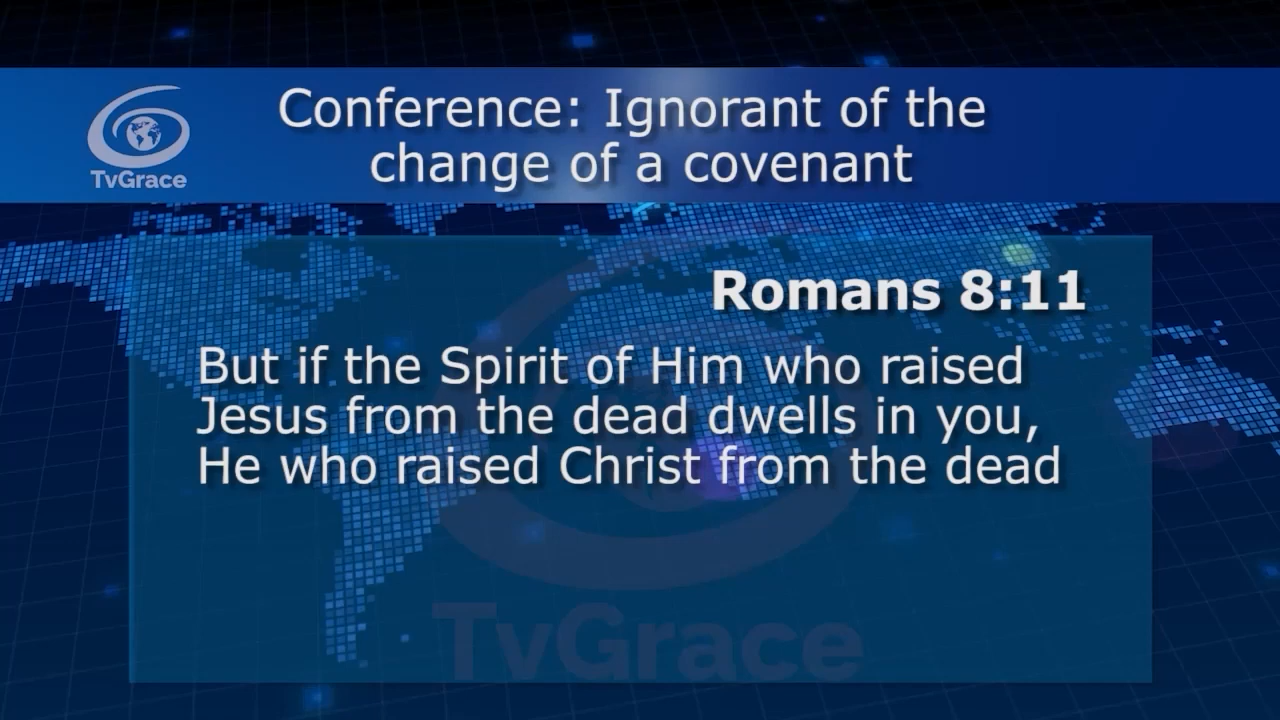 Conference: Ignorant of the
change of a covenant
TvGrace
Romans 8:11
But if the Spirit of Him who raised
Jesus from the dead dwells in you,
He who raised Christ from the dead
TvGrace